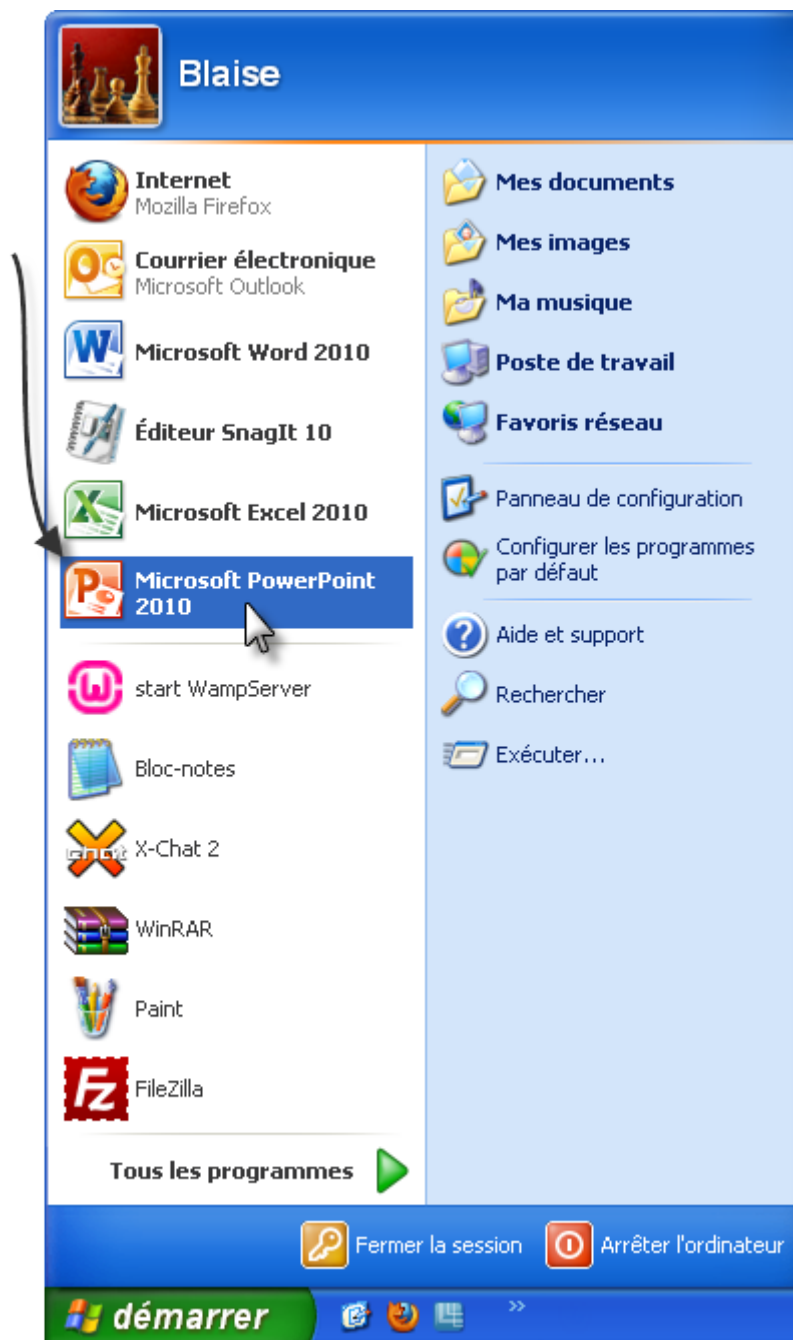 Blaise
Internet
Mozilla Firefox
Courrier électronique
Microsoft Outlook
Microsoft Word 2010
Éditeur SnagIt 10
Microsoft Excel 2010
Microsoft PowerPoint
2010
start WampServer
Bloc-notes
X-Chat 2
WinRAR
Paint
FileZilla
Tous les programmes
Mes documents
Mes images
Ma musique
Poste de travail
Favoris réseau
Panneau de configuration
Configurer les programmes
par défaut
Aide et support
Rechercher
Exécuter...
Fermer la session
Arrêter l'ordinateur
démarrer